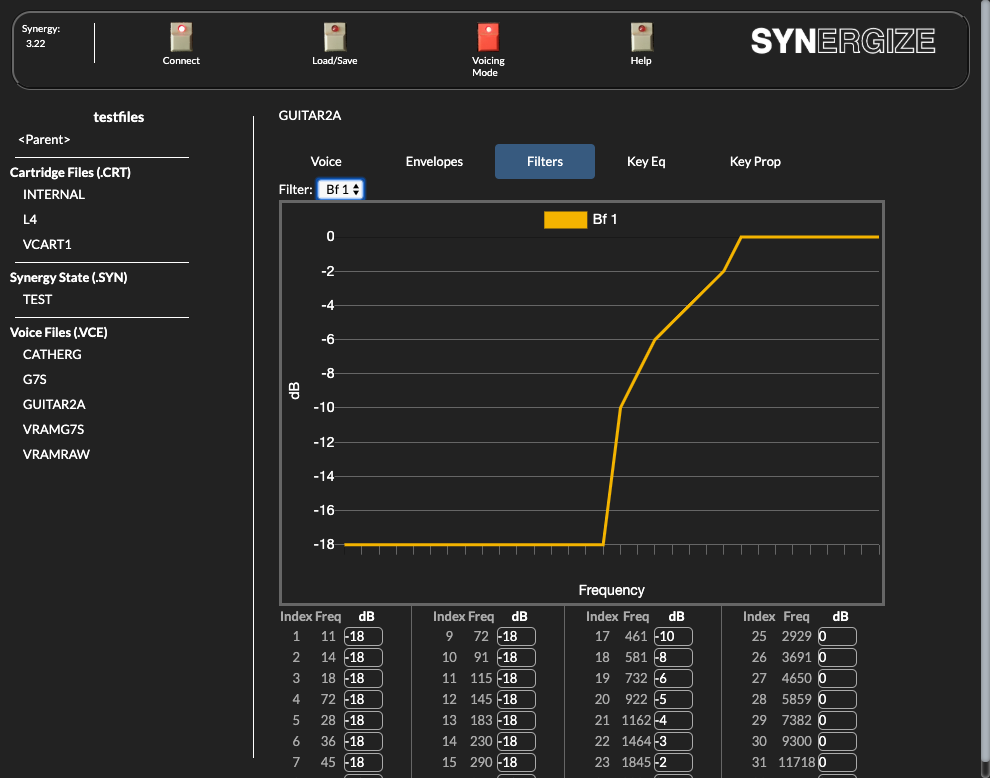 Synergy:
3.22
Connect
Load/Save
Voicing
Mode
Help
SYNERGIZE
testfiles
<Parent>
Cartridge Files (.CRT)
INTERNAL
L4
VCART1
Synergy State (.SYN)
TEST
Voice Files (.VCE)
CATHERG
G7S
GUITAR2A
VRAMG7S
VRAMRAW
GUITAR2A
Voice Envelopes Filters Key Eq Key Prop
Filter: Bf 1
Bf 1
0
-2
-4
-6
-8
-10
-12
-14
-16
-18
dB
Frequency
Index Freq dB Index Freq dB Index Freq dB Index Freq dB
1 11 -18 9 72 -18 17 461 -10 25 2929 0
2 14 -18 10 91 -18 18 581 -8 26 3691 0
3 18 -18 11 115 -18 19 732 -6 27 4650 0
4 72 -18 12 145 -18 20 922 -5 28 5859 0
5 28 -18 13 183 -18 21 1162 -4 29 7382 0
6 36 -18 14 230 -18 22 1464 -3 30 9300 0
7 45 -18 15 290 -18 23 1845 -2 31 11718 0